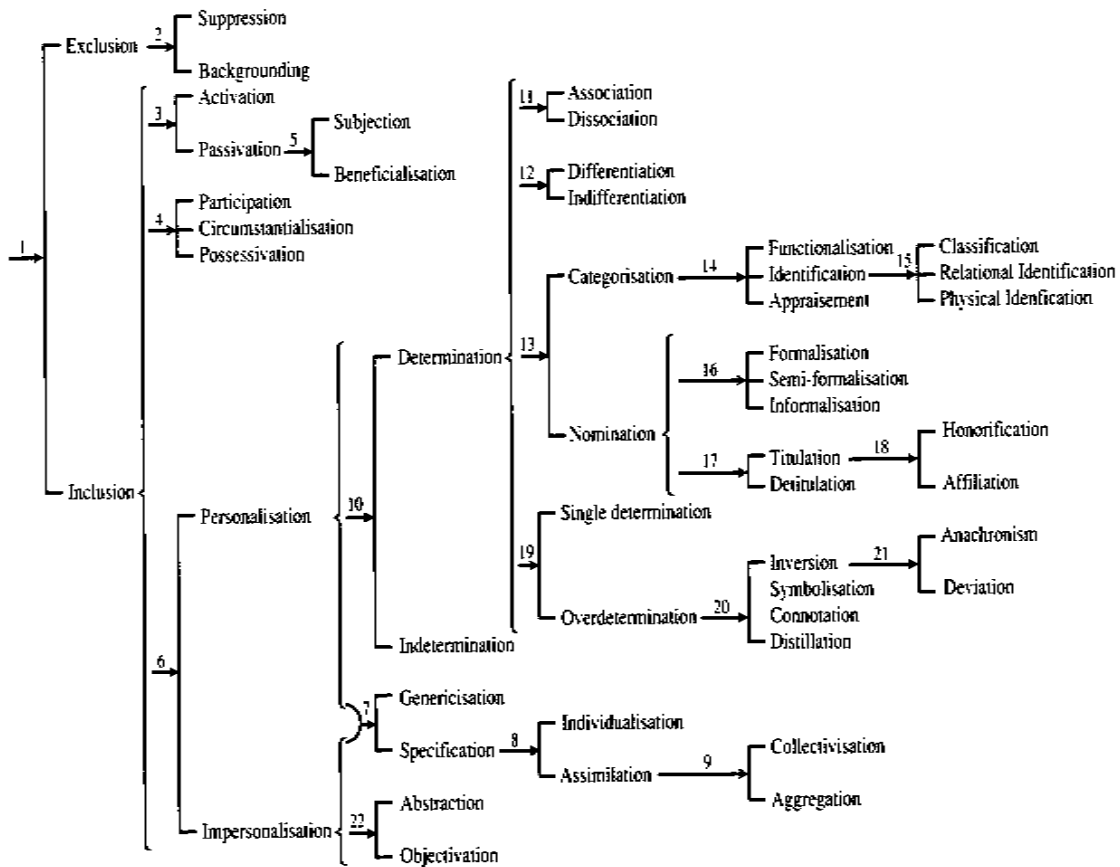 Suppression
Exclusion 2
Backgrounding
3 Activation
Passivation 5 Subjection
Beneficialisation
11 Association
Dissociation
12 Differentiation
Indifferentiation
4 Participation
Circumstantialisation
Possessivation
1
Categorisation 14 Functionalisation
Identification 15 Classification
Appraisement Relational Identification
Physical Idenfication
Determination 13
Nomination 16 Formalisation
Semi-formalisation
Informalisation
17 Titulation 18 Honorification
Detitulation Affiliation
Inclusion
Personalisation 10
Single determination
19
Overdetermination 20 Inversion 21 Anachronism
Symbolisation Deviation
Connotation
Distillation
Indetermination
6
7 Genericisation
Specification 8 Individualisation
Assimilation 9 Collectivisation
Aggregation
Impersonalisation 22 Abstraction
Objectivation